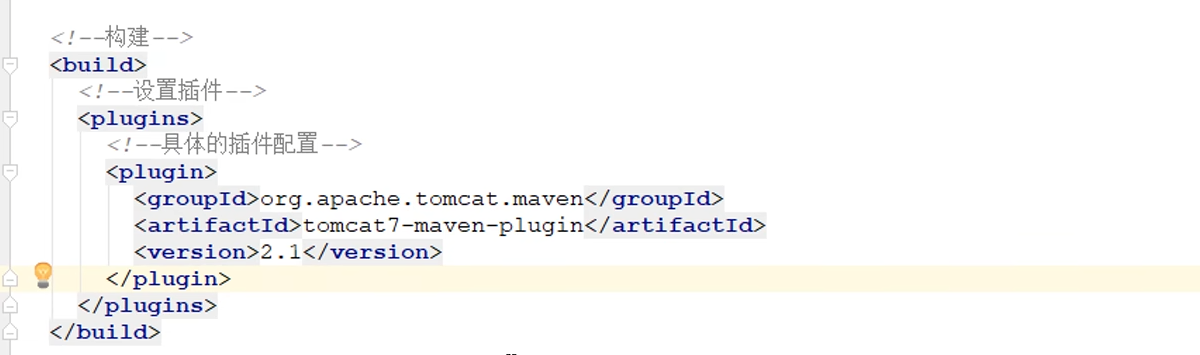 <!--构建-->
<build>
<!--设置插件-->
<plugins>
<!--具体的插件配置-->
<plugin>
<groupId>org.apache.tomcat.maven</groupId>
<artifactId>tomcat7-maven-plugin</artifactId>
<version>2.1</version>
</plugin>
</plugins>
</build>